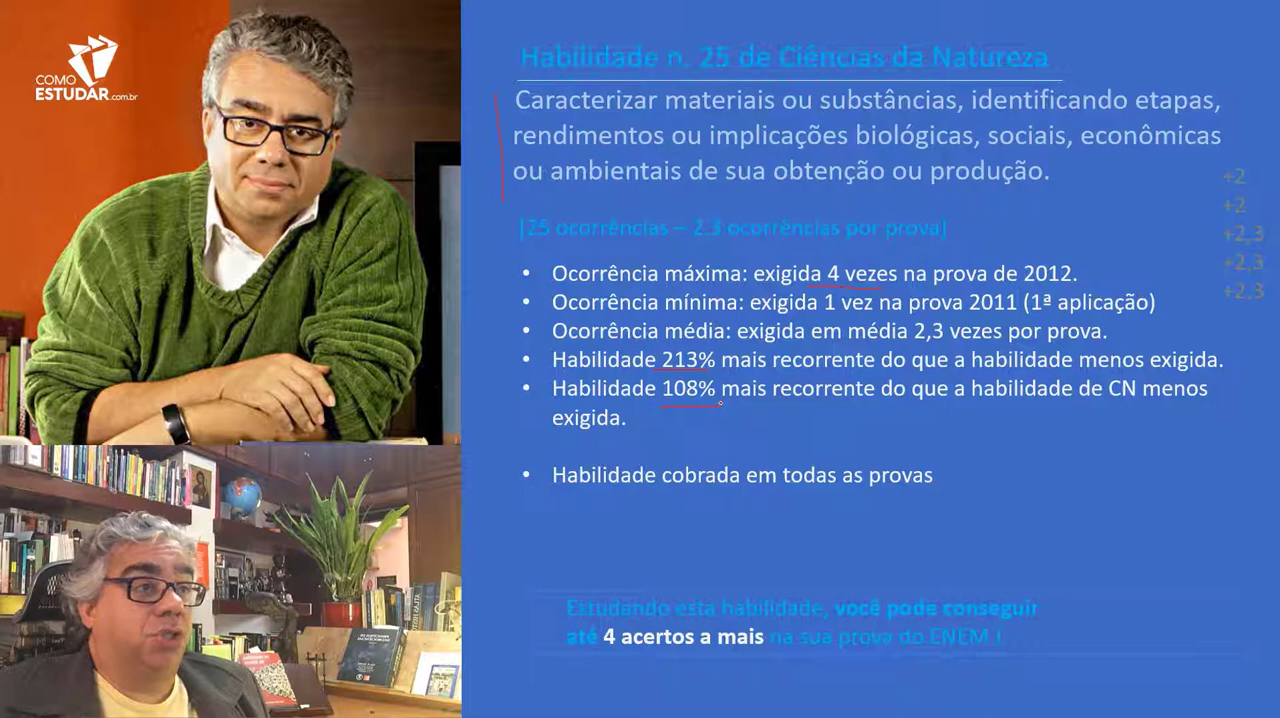 COMO
ESTUDAR.com.br
Habilidade n. 25 de Ciências da Natureza
Caracterizar materiais ou substâncias, identificando etapas,
rendimentos ou implicações biológicas, sociais, econômicas
ou ambientais de sua obtenção ou produção.
+2
+2
+2,3
+2,3
+2,3
[25 ocorrências – 2.3 ocorrências por prova]
• Ocorrência máxima: exigida 4 vezes na prova de 2012.
• Ocorrência mínima: exigida 1 vez na prova 2011 (1ª aplicação)
• Ocorrência média: exigida em média 2,3 vezes por prova.
• Habilidade 213% mais recorrente do que a habilidade menos exigida.
• Habilidade 108% mais recorrente do que a habilidade de CN menos
exigida.
• Habilidade cobrada em todas as provas
Estudando esta habilidade, você pode conseguir
até 4 acertos a mais na sua prova do ENEM !